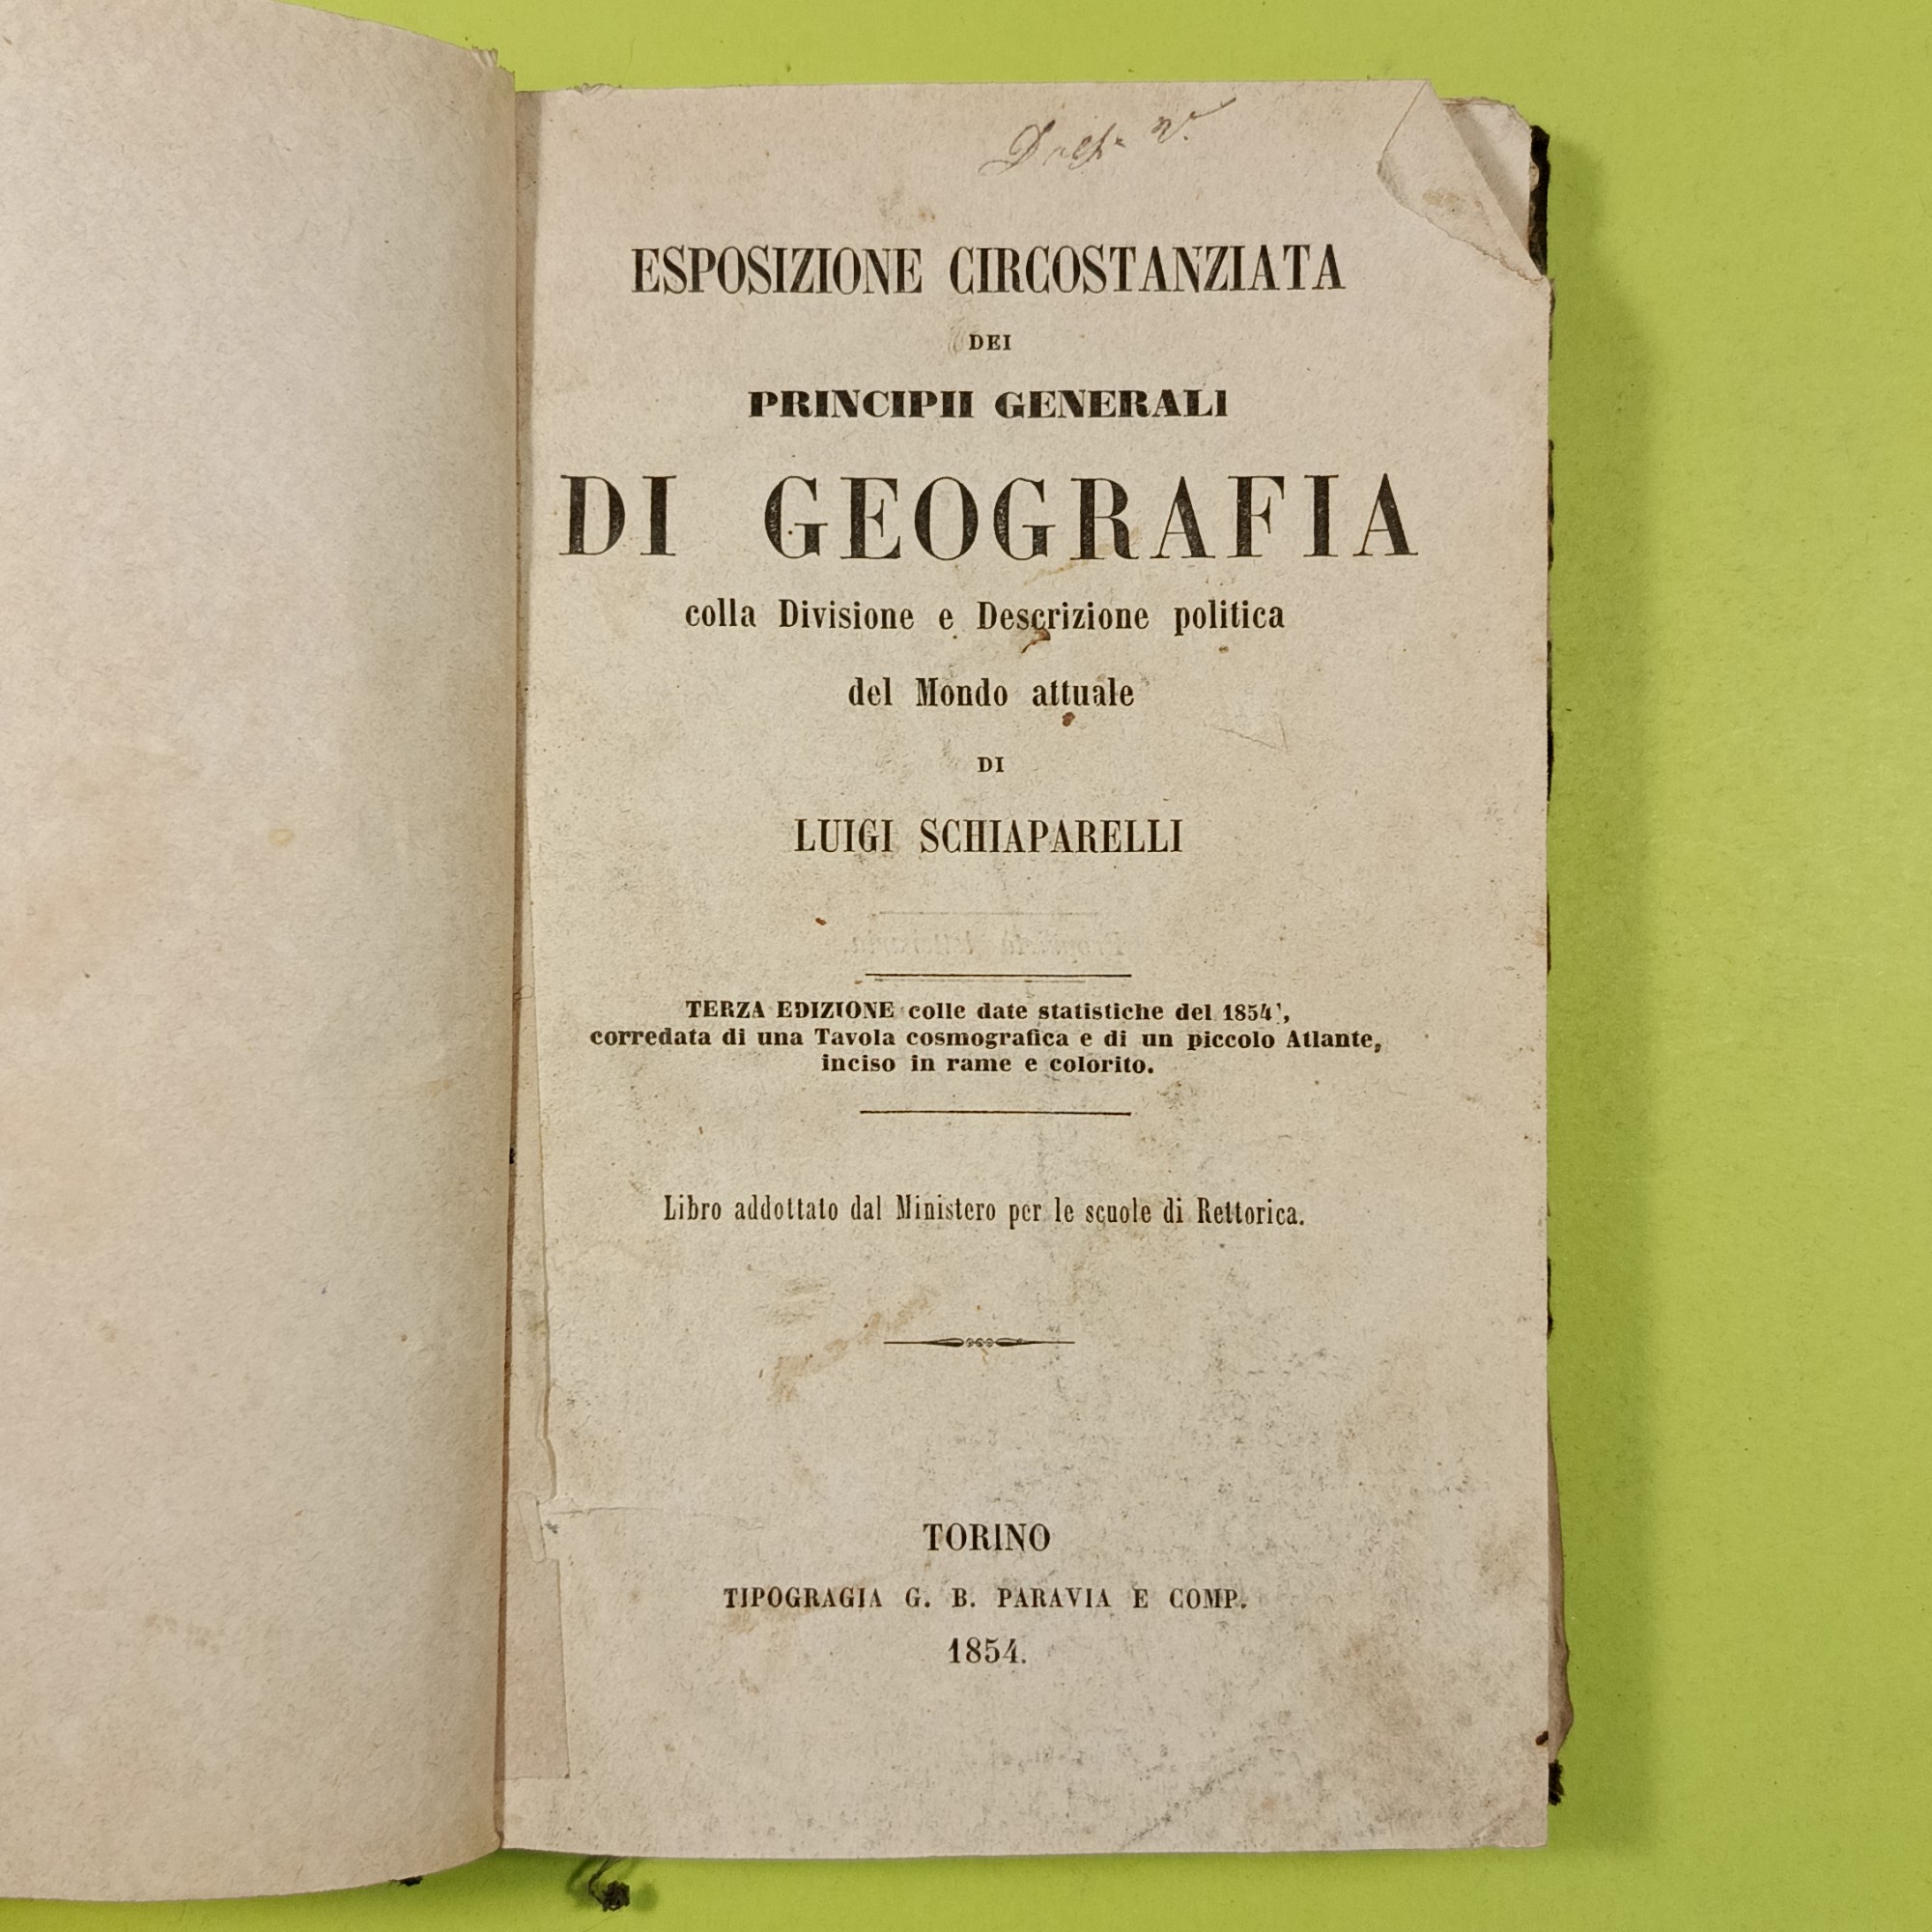 ESPOSIZIONE CIRCOSTANZIATA
DEI
PRINCIPII GENERALI
DI GEOGRAFIA
colla Divisione e Descrizione politica
del Mondo attuale
DI
LUIGI SCHIAPARELLI
TERZA EDIZIONE colle date statistiche del 1854,
corredata di una Tavola cosmografica e di un piccolo Atlante,
inciso in rame e colorito.
Libro addottato dal Ministero per le scuole di Rettorica.
TORINO
TIPOGRAGIA G. B. PARAVIA E COMP.
1854.